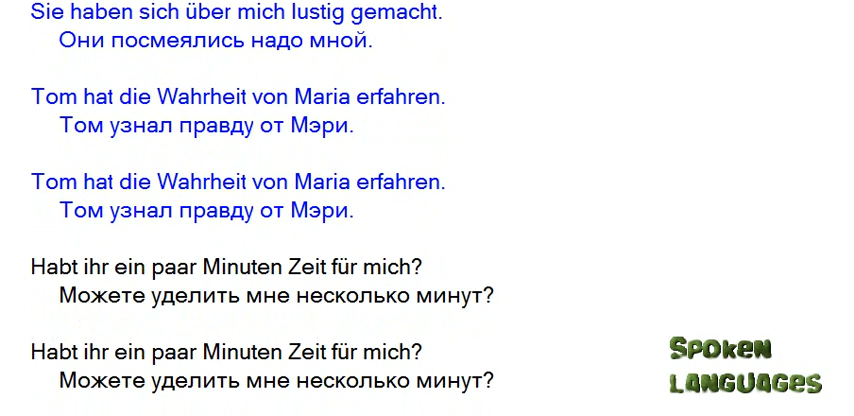 Sie haben sich über mich lustig gemacht.
Они посмеялись надо мной.
Tom hat die Wahrheit von Maria erfahren.
Том узнал правду от Мэри.
Tom hat die Wahrheit von Maria erfahren.
Том узнал правду от Мэри.
Habt ihr ein paar Minuten Zeit für mich?
Можете уделить мне несколько минут?
Habt ihr ein paar Minuten Zeit für mich?
Можете уделить мне несколько минут?
Spoken
Languages